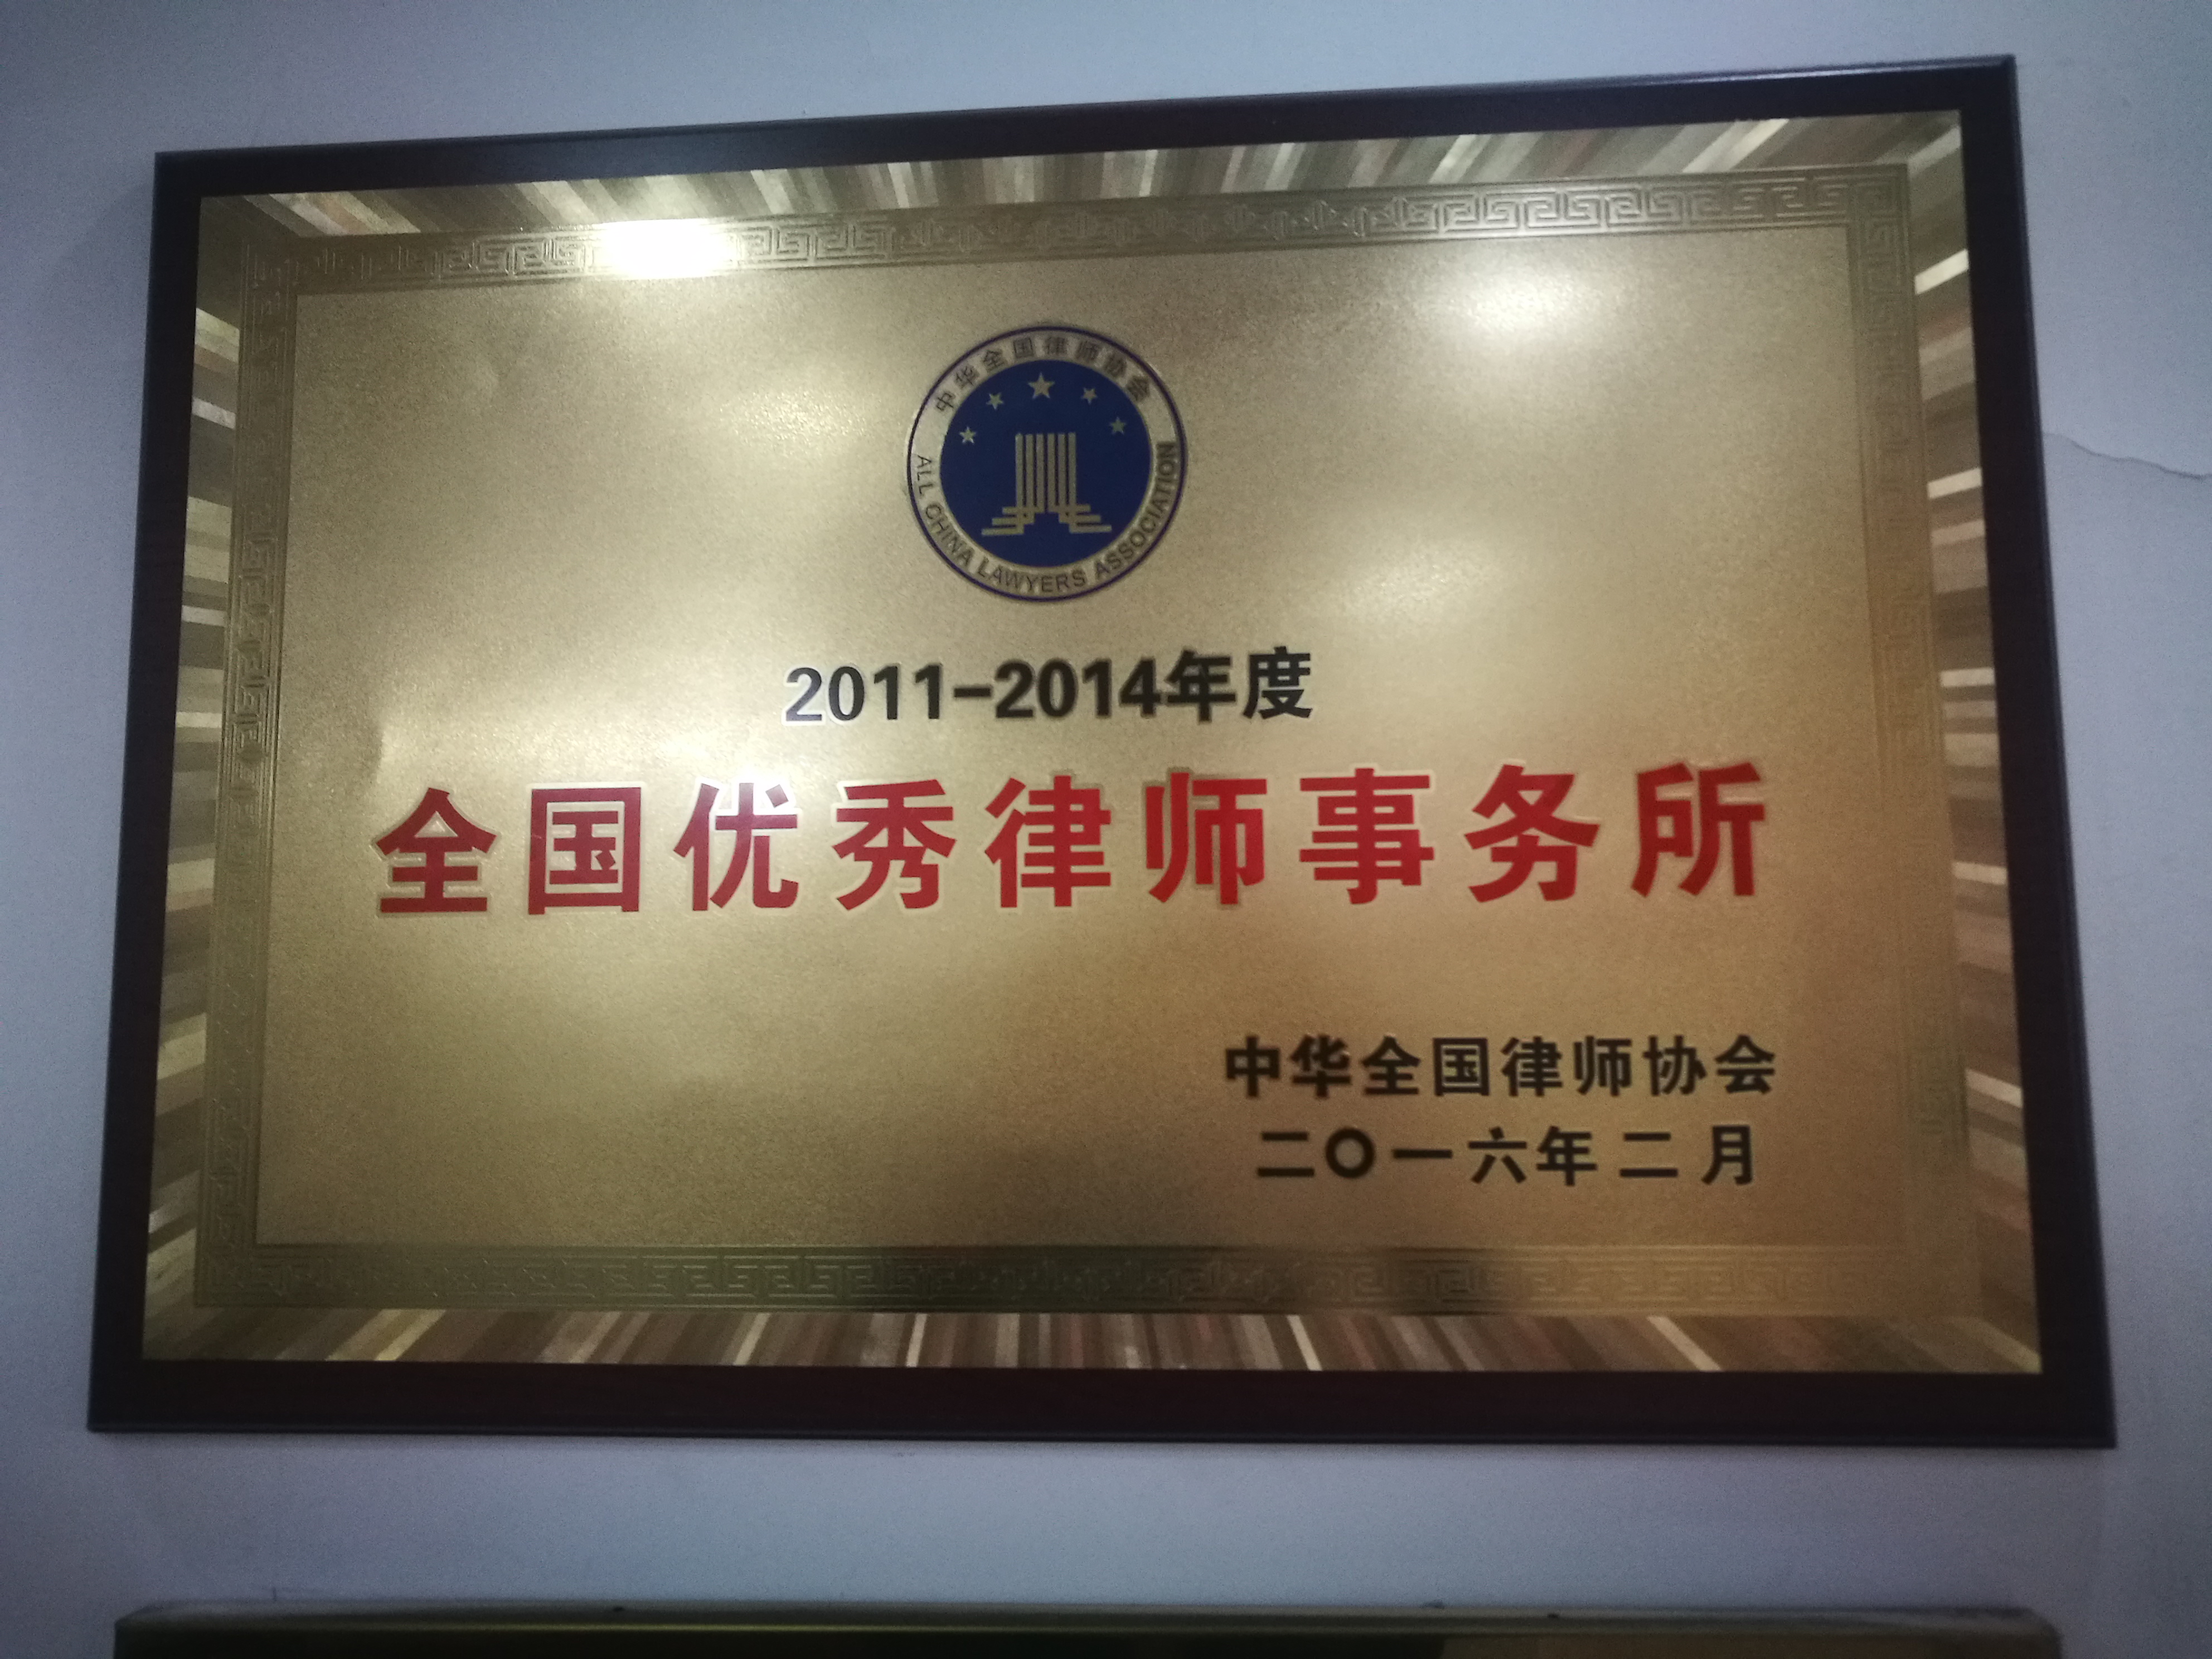 中华全国律师协会
ALL CHINA LAWYERS ASSOCIATION
2011-2014年度
全国优秀律师事务所
中华全国律师协会
二〇一六年二月